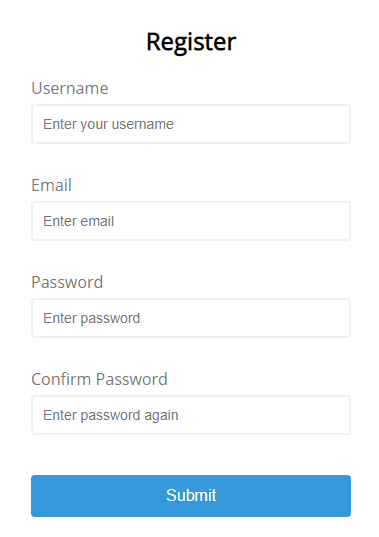 Register
Username
Enter your username
Email
Enter email
Password
Enter password
Confirm Password
Enter password again
Submit